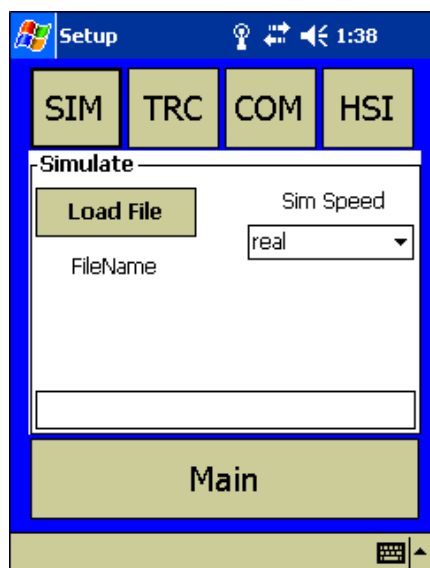 Setup 1:38
SIM TRC COM HSI
Simulate
Load File
Sim Speed
real
FileName
Main